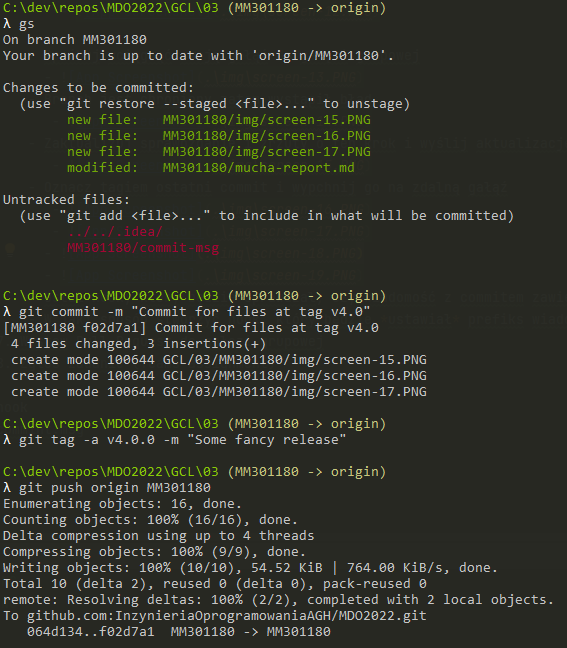 C:\dev\repos\MDO2022\GCL\03 (MM301180 -> origin)
λ gs
On branch MM301180
Your branch is up to date with 'origin/MM301180'.
Changes to be committed:
(use "git restore --staged <file>..." to unstage)
new file:   MM301180/img/screen-15.PNG
new file:   MM301180/img/screen-16.PNG
new file:   MM301180/img/screen-17.PNG
modified:   MM301180/mucha-report.md
Untracked files:
(use "git add <file>..." to include in what will be committed)
../../.idea/
MM301180/commit-msg
C:\dev\repos\MDO2022\GCL\03 (MM301180 -> origin)
λ git commit -m "Commit for files at tag v4.0"
[MM301180 f02d7a1] Commit for files at tag v4.0
4 files changed, 3 insertions(+)
create mode 100644 GCL/03/MM301180/img/screen-15.PNG
create mode 100644 GCL/03/MM301180/img/screen-16.PNG
create mode 100644 GCL/03/MM301180/img/screen-17.PNG
C:\dev\repos\MDO2022\GCL\03 (MM301180 -> origin)
λ git tag -a v4.0.0 -m "Some fancy release"
C:\dev\repos\MDO2022\GCL\03 (MM301180 -> origin)
λ git push origin MM301180
Enumerating objects: 16, done.
Counting objects: 100% (16/16), done.
Delta compression using up to 4 threads
Compressing objects: 100% (9/9), done.
Writing objects: 100% (10/10), 54.52 KiB | 764.00 KiB/s, done.
Total 10 (delta 2), reused 0 (delta 0), pack-reused 0
remote: Resolving deltas: 100% (2/2), completed with 2 local objects.
To github.com:InzynieriaOprogramowaniaAGH/MDO2022.git
064d134..f02d7a1  MM301180 -> MM301180